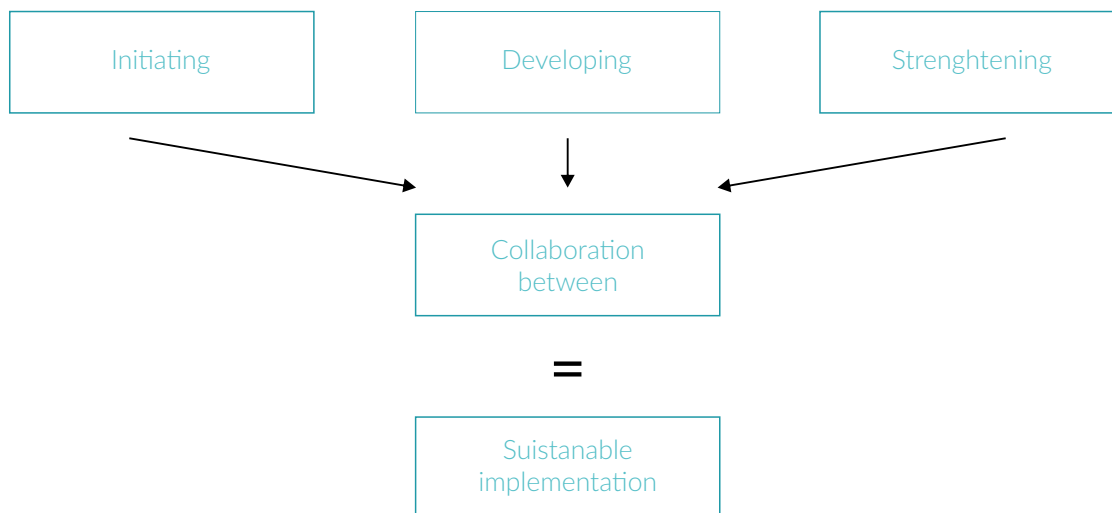 Initiating
Developing
Strenghtening
Collaboration
between
=
Suistanable
implementation